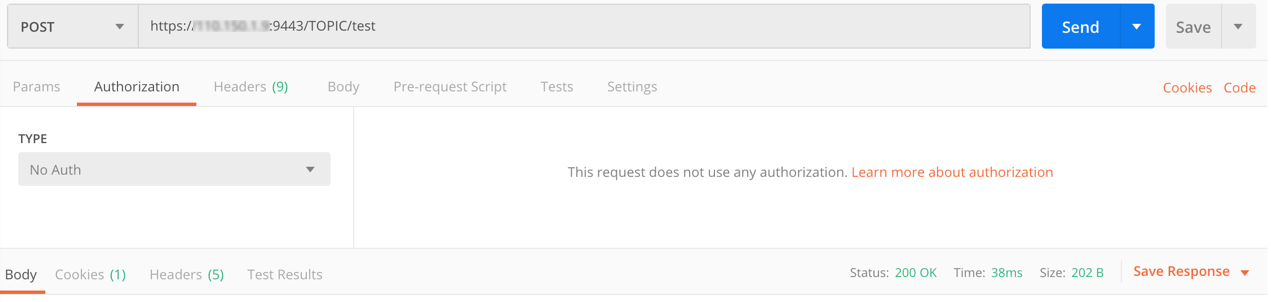 POST https:// :9443/TOPIC/test Send Save
Params Authorization Headers (9) Body Pre-request Script Tests Settings Cookies Code
TYPE
No Auth
This request does not use any authorization. Learn more about authorization
Body Cookies (1) Headers (5) Test Results Status: 200 OK Time: 38ms Size: 202 B Save Response